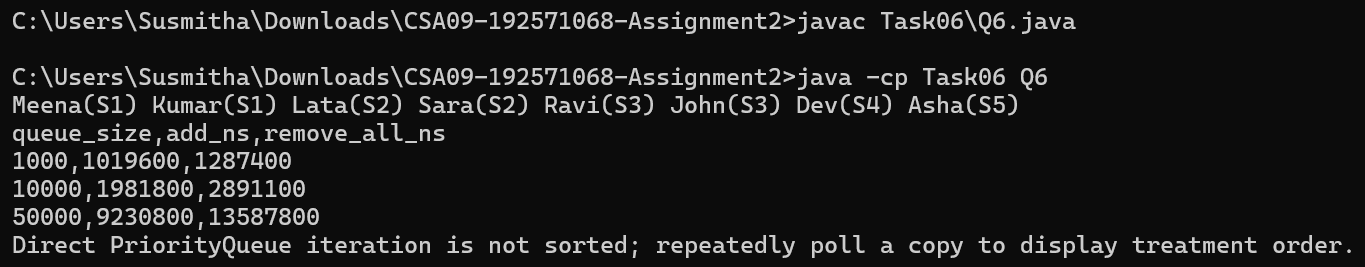 C:\Users\Susmitha\Downloads\CSA09-192571068-Assignment2>javac Task06\Q6.java
C:\Users\Susmitha\Downloads\CSA09-192571068-Assignment2>java -cp Task06 Q6
Meena(S1) Kumar(S1) Lata(S2) Sara(S2) Ravi(S3) John(S3) Dev(S4) Asha(S5)
queue_size,add_ns,remove_all_ns
1000,1019600,1287400
10000,1981800,2891100
50000,9230800,13587800
Direct PriorityQueue iteration is not sorted; repeatedly poll a copy to display treatment order.